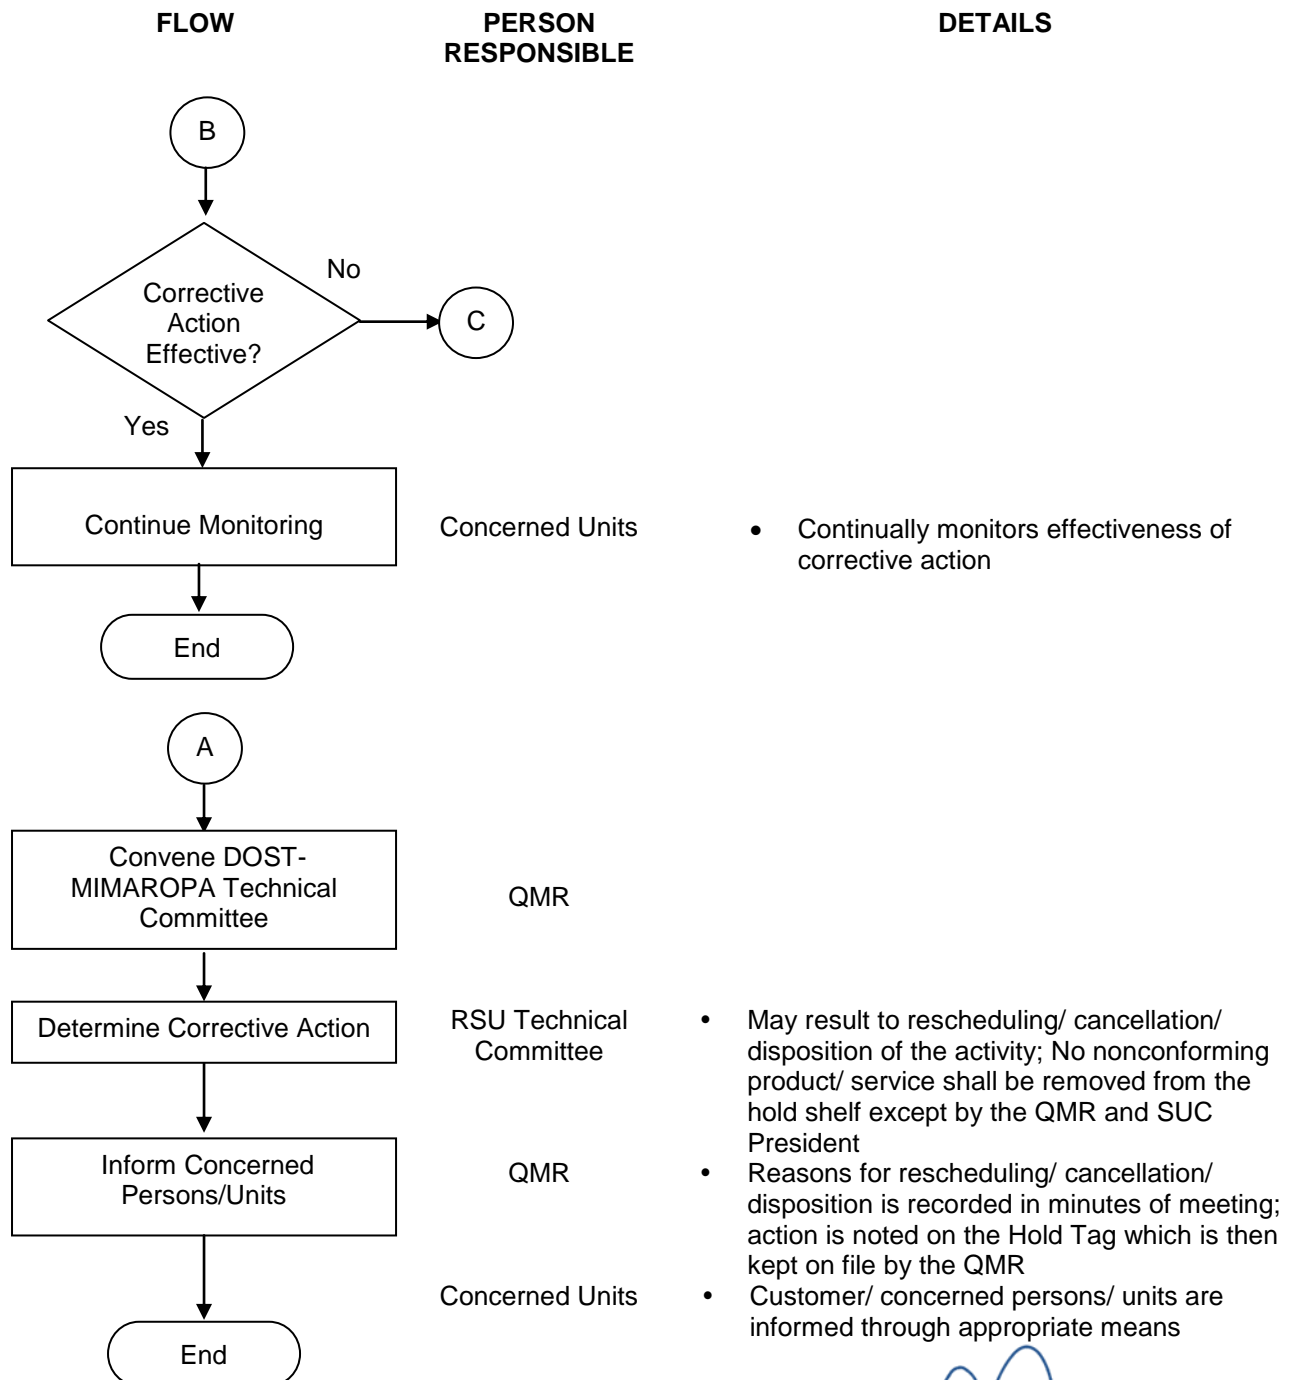 FLOW
PERSON
RESPONSIBLE
DETAILS
B
No
Corrective
Action
Effective?
C
Yes
Continue Monitoring
Concerned Units
• Continually monitors effectiveness of
corrective action
End
A
Convene DOST-
MIMAROPA Technical
Committee
QMR
Determine Corrective Action
RSU Technical
Committee
• May result to rescheduling/ cancellation/
disposition of the activity; No nonconforming
product/ service shall be removed from the
hold shelf except by the QMR and SUC
President
Inform Concerned
Persons/Units
QMR
• Reasons for rescheduling/ cancellation/
disposition is recorded in minutes of meeting;
action is noted on the Hold Tag which is then
kept on file by the QMR
Concerned Units
• Customer/ concerned persons/ units are
informed through appropriate means
End